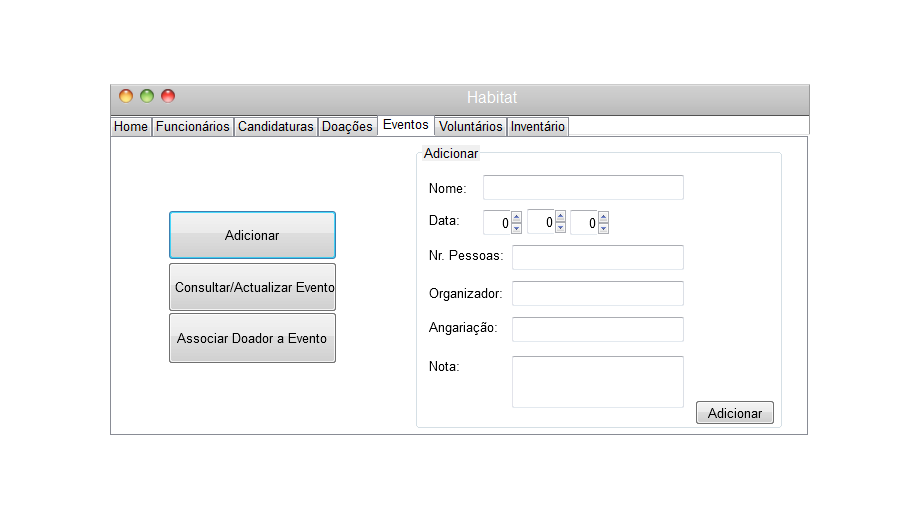 Habitat
Home Funcionários Candidaturas Doações Eventos Voluntários Inventário
Adicionar
Consultar/Actualizar Evento
Associar Doador a Evento
Adicionar
Nome:
Data: 0 0 0
Nr. Pessoas:
Organizador:
Angariação:
Nota:
Adicionar